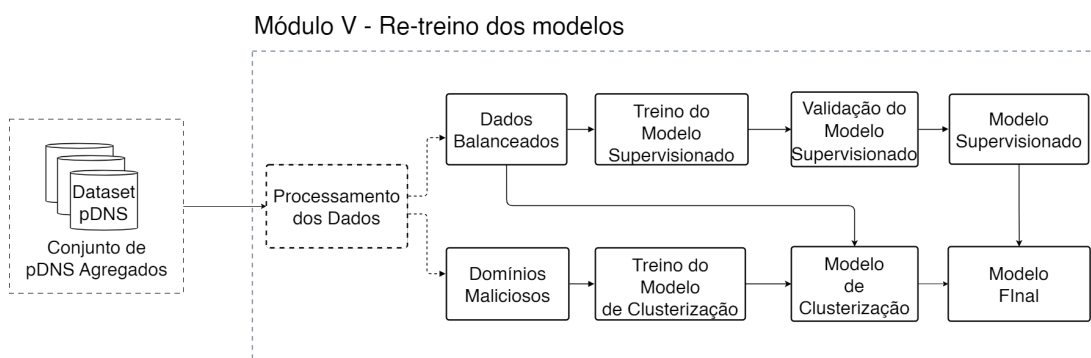 Módulo V - Re-treino dos modelos
Dataset
pDNS
Conjunto de
pDNS Agregados
Processamento
dos Dados
Dados
Balanceados
Treino do
Modelo
Supervisionado
Validação do
Modelo
Supervisionado
Modelo
Supervisionado
Domínios
Maliciosos
Treino do
Modelo
de Clusterização
Modelo
de
Clusterização
Modelo
FInal